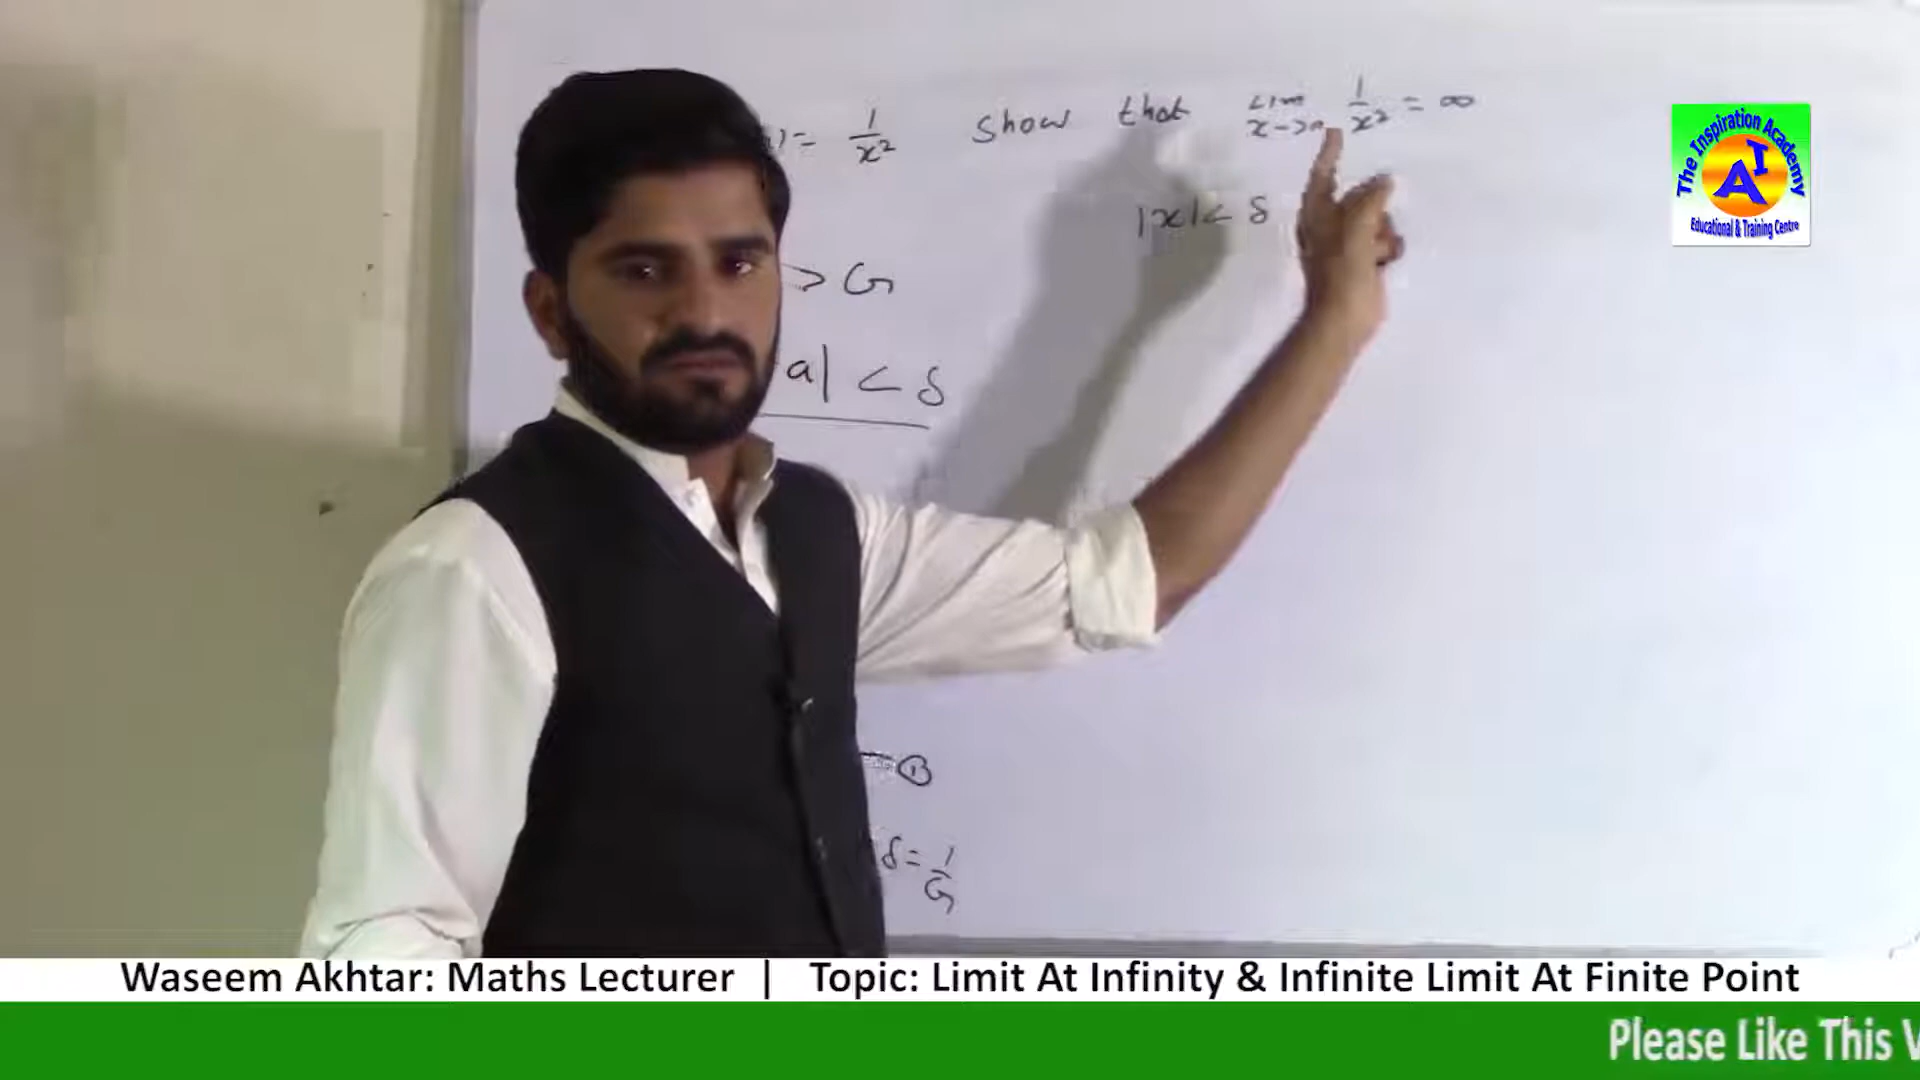 ) = 1/x² show that Lim x->0 1/x² = ∞
|x| < δ
> G
a| < δ
B
δ = 1/G
The Inspiration Academy
AI
Educational & Training Centre
Waseem Akhtar: Maths Lecturer | Topic: Limit At Infinity & Infinite Limit At Finite Point
Please Like This V